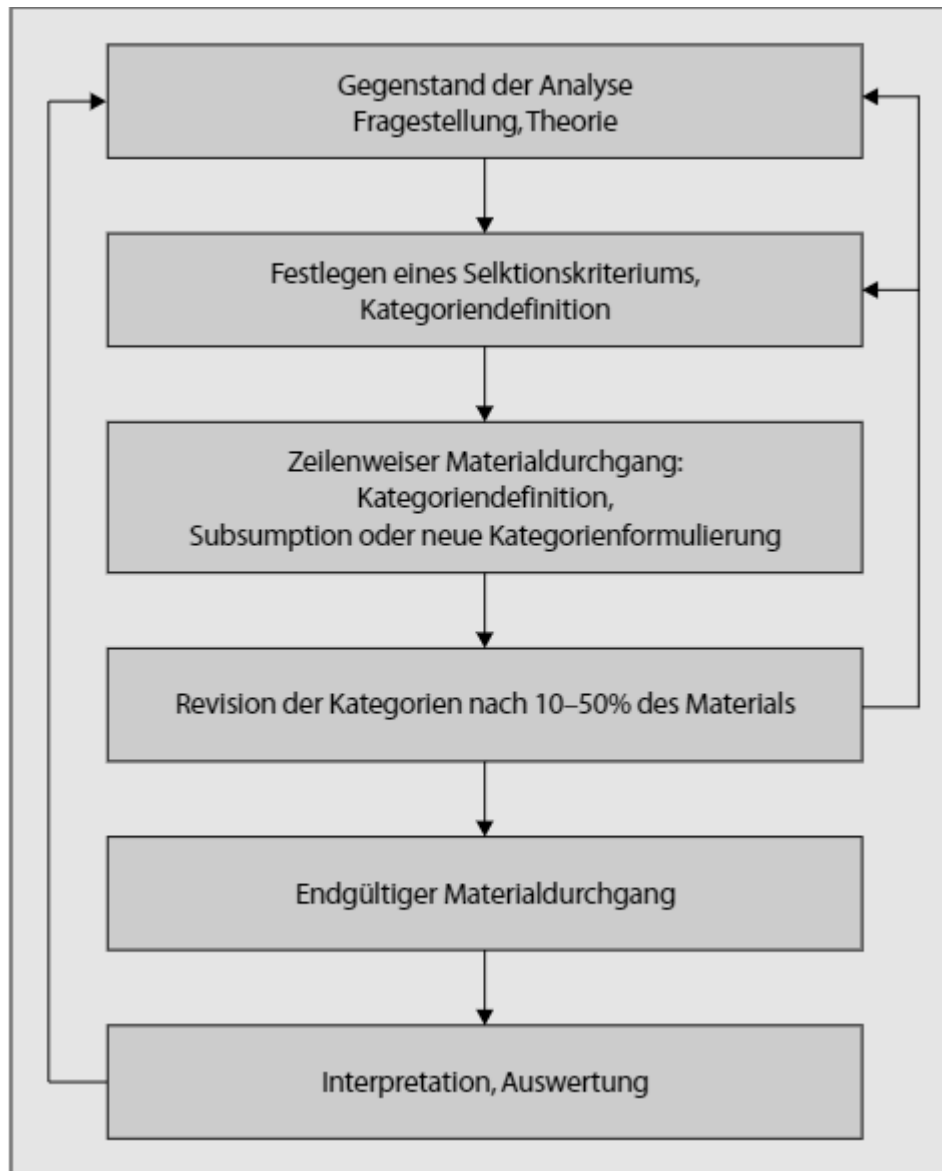 Gegenstand der Analyse
Fragestellung, Theorie
Festlegen eines Selktionskriteriums,
Kategoriendefinition
Zeilenweiser Materialdurchgang:
Kategoriendefinition,
Subsumption oder neue Kategorienformulierung
Revision der Kategorien nach 10–50% des Materials
Endgültiger Materialdurchgang
Interpretation, Auswertung